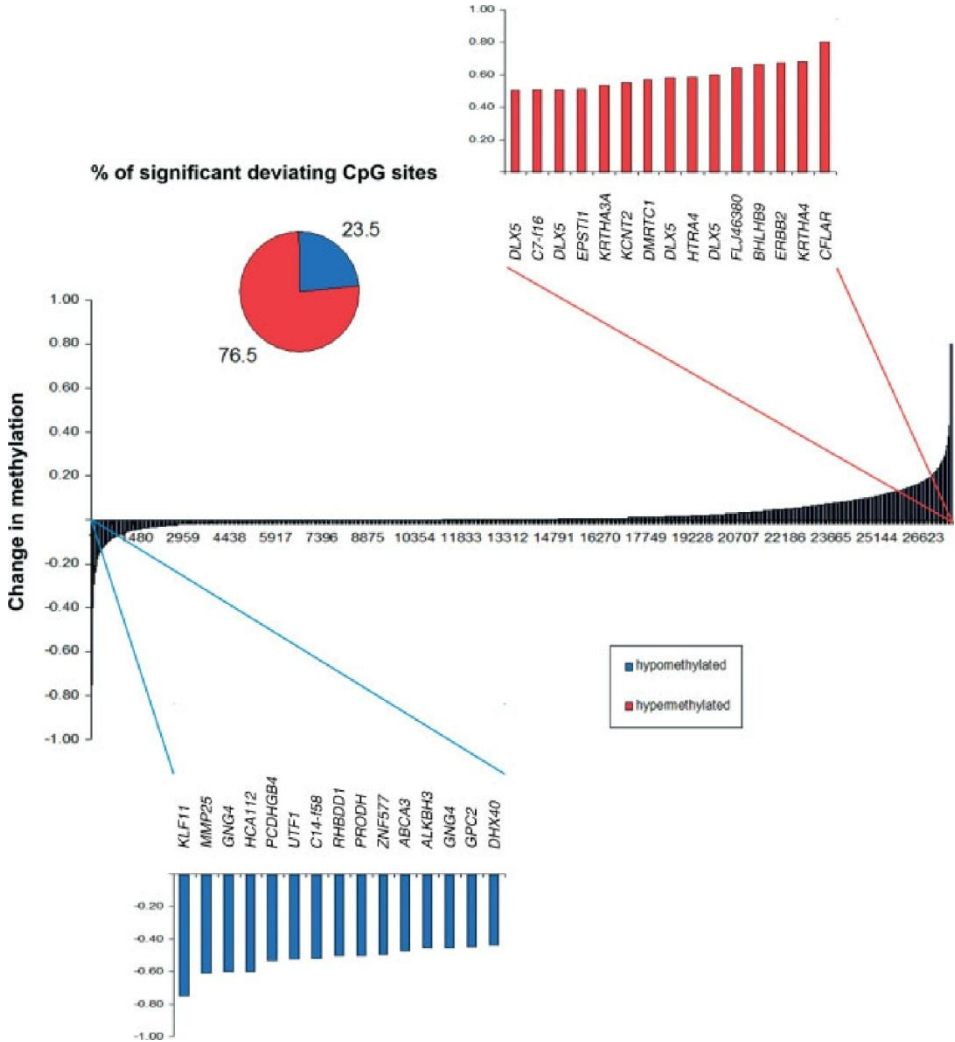 1.00
0.80
0.60
0.40
0.20
DLX5
C7-f16
DLX5
EPSTI1
KRTHA3A
KCNT2
DMRTC1
DLX5
HTRA4
DLX5
FLJ46380
BHLHB9
ERBB2
KRTHA4
CFLAR
% of significant deviating CpG sites
23.5
76.5
Change in methylation
1.00
0.80
0.60
0.40
0.20
-0.20
-0.40
-0.60
-0.80
-1.00
1480 2959 4438 5917 7396 8875 10354 11833 13312 14791 16270 17749 19228 20707 22186 23665 25144 26623
hypomethylated
hypermethylated
KLF11
MMP25
GNG4
HCA112
PCDHGB4
UTF1
C14-f58
RHBDD1
PRODH
ZNF577
ABCA3
ALKBH3
GNG4
GPC2
DHX40
-0.20
-0.40
-0.60
-0.80
-1.00